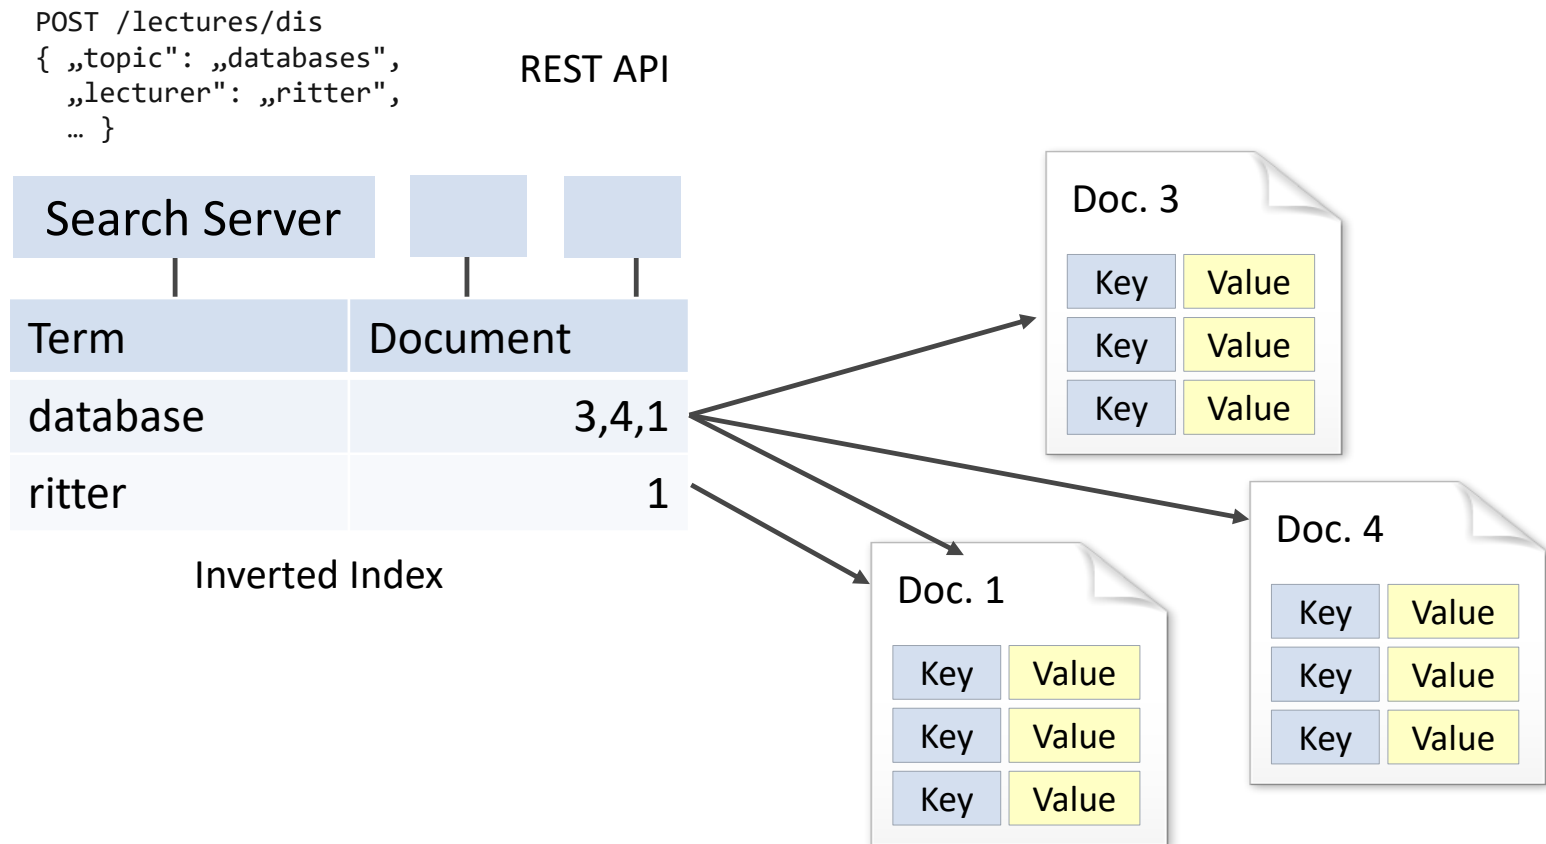 POST /lectures/dis
{ „topic": „databases",
„lecturer": „ritter",
… }
REST API
Search Server
Term Document
database 3,4,1
ritter 1
Inverted Index
Doc. 3
Key Value
Key Value
Key Value
Doc. 4
Key Value
Key Value
Key Value
Doc. 1
Key Value
Key Value
Key Value